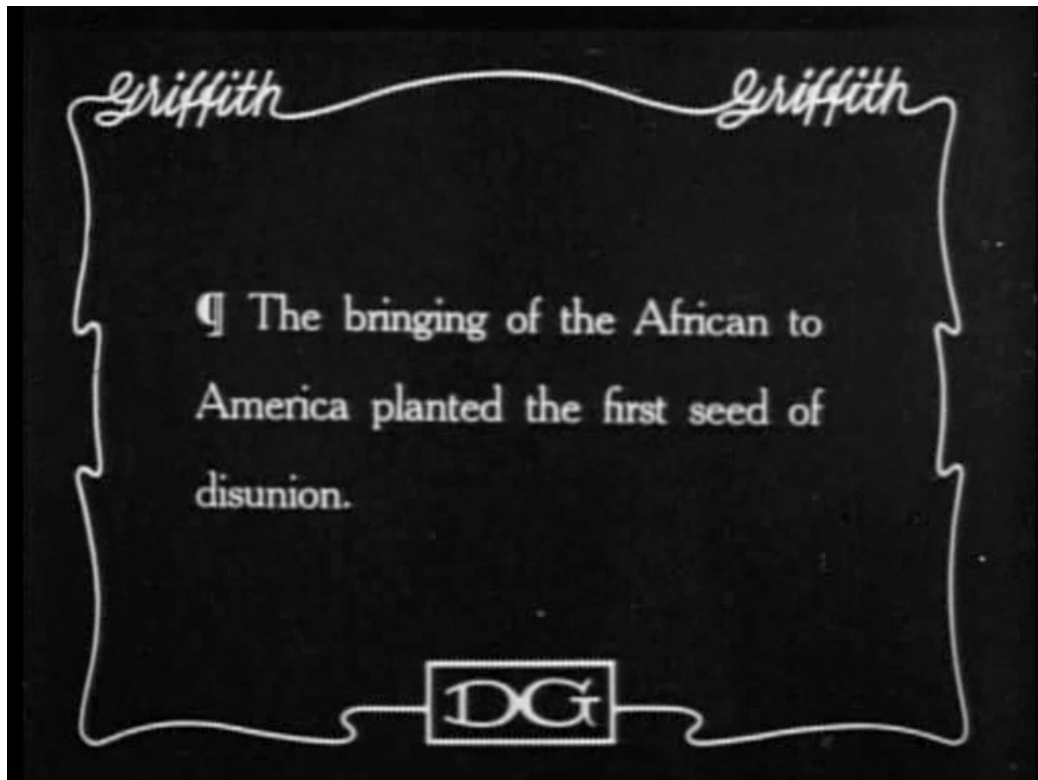 Griffith Griffith
¶ The bringing of the African to
America planted the first seed of
disunion.
DG